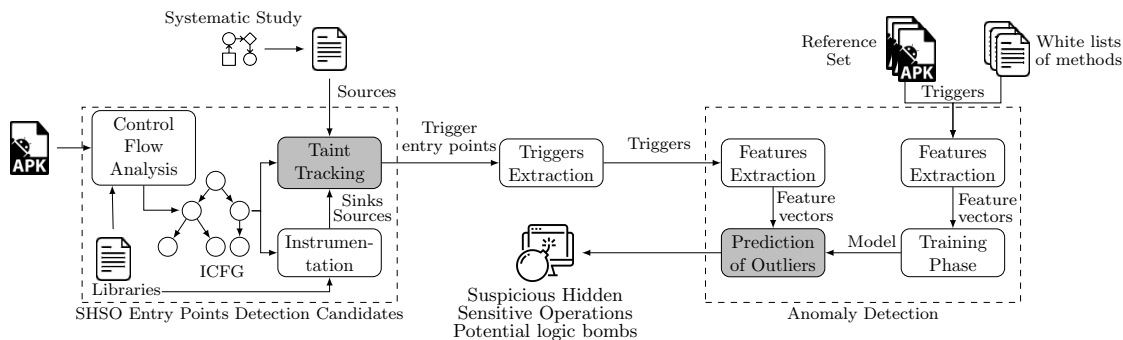 Systematic Study
Sources
APK
Control
Flow
Analysis
Taint
Tracking
Sinks
Sources
Instrumen-
tation
ICFG
Libraries
SHSO Entry Points Detection Candidates
Trigger
entry points
Triggers
Extraction
Triggers
Suspicious Hidden
Sensitive Operations
Potential logic bombs
Reference
Set
APK
White lists
of methods
Triggers
Features
Extraction
Features
Extraction
Feature
vectors
Feature
vectors
Prediction
of Outliers
Model
Training
Phase
Anomaly Detection